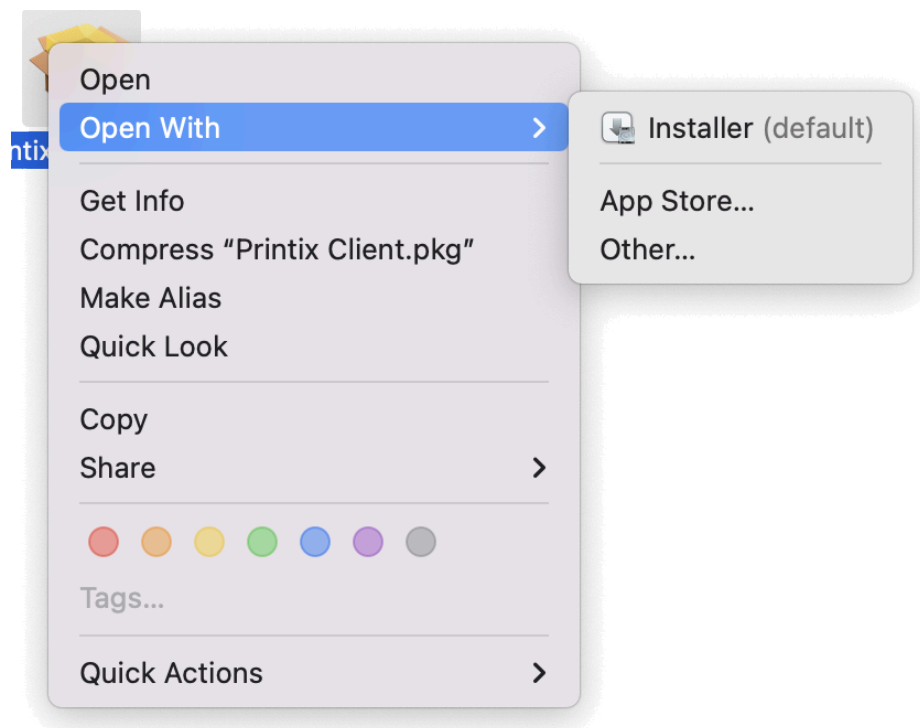 ntix
Open
Open With
Installer (default)
App Store...
Other...
Get Info
Compress “Printix Client.pkg”
Make Alias
Quick Look
Copy
Share
Tags...
Quick Actions